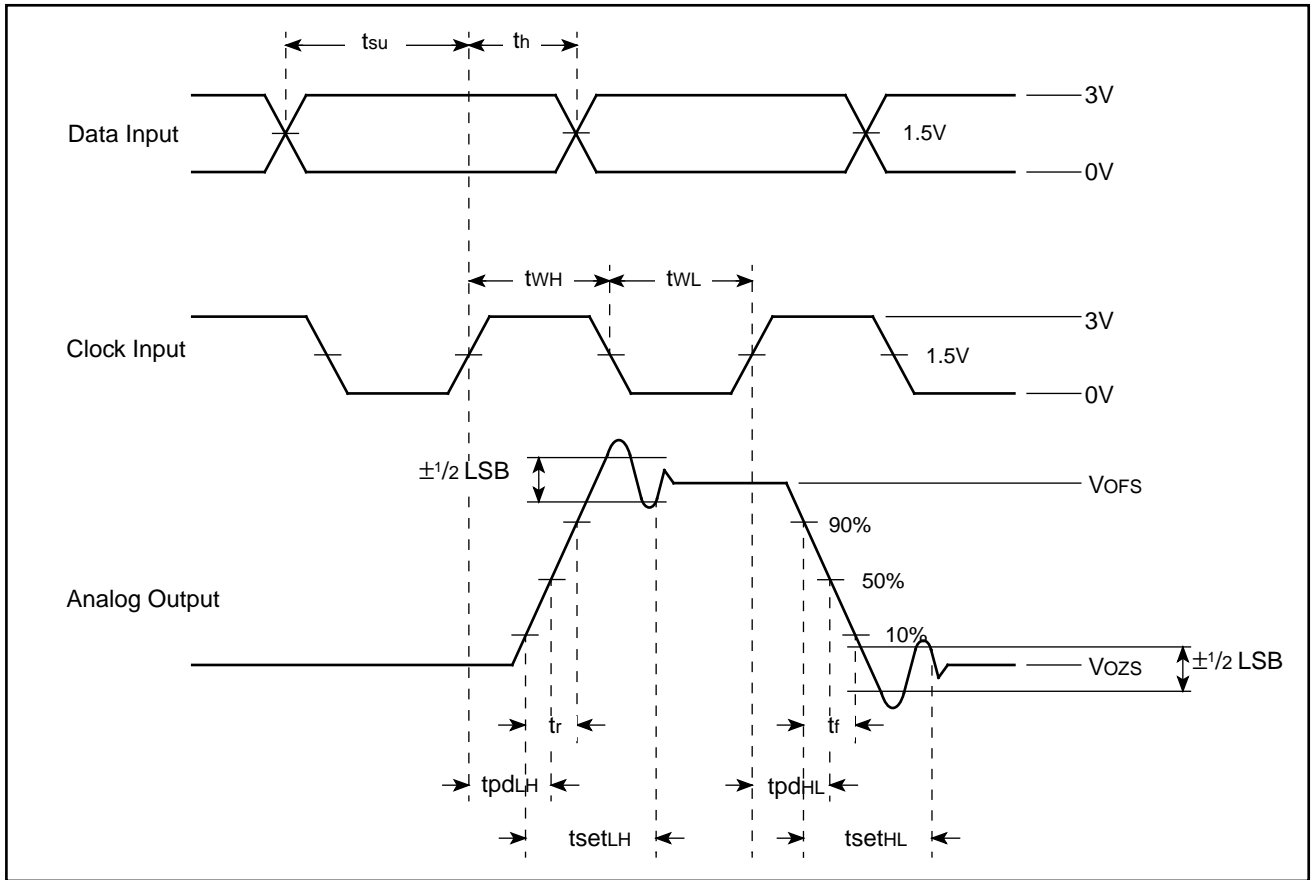 tsu
th
3V
Data Input
1.5V
0V
tWH
tWL
3V
Clock Input
1.5V
0V
±1/2 LSB
VOFS
90%
50%
Analog Output
10%
VOZS
±1/2 LSB
tr
tf
tpdLH
tpdHL
tsetLH
tsetHL